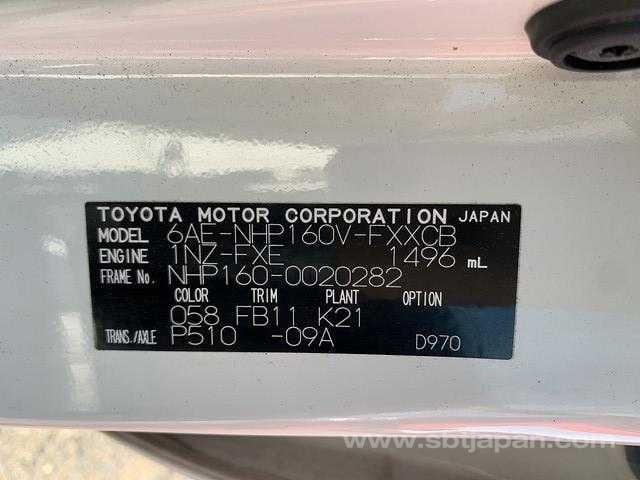 TOYOTA MOTOR CORPORATION JAPAN
MODEL 6AE-NHP160V-FXXCB
ENGINE 1NZ-FXE 1496 mL
FRAME No. NHP160-0020282
COLOR TRIM PLANT OPTION
058 FB11 K21
TRANS./AXLE P510 -09A D970
www.sbtjapan.com